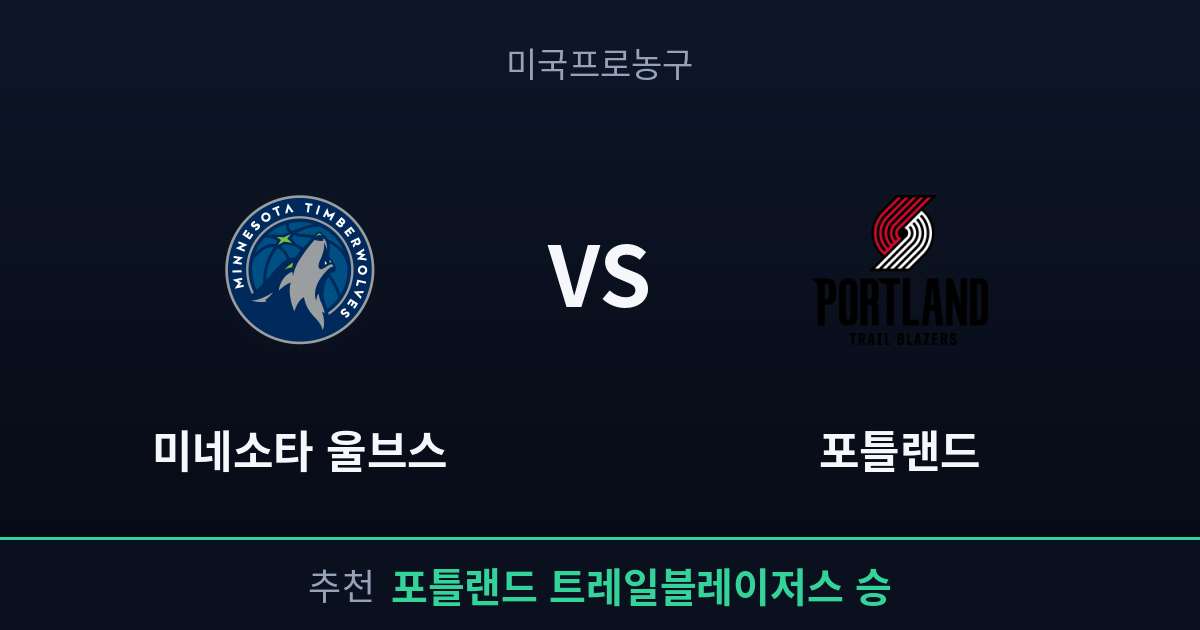 미국프로농구
MINNESOTA TIMBERWOLVES
VS
PORTLAND
TRAIL BLAZERS
미네소타 울브스
포틀랜드
추천 포틀랜드 트레일블레이저스 승